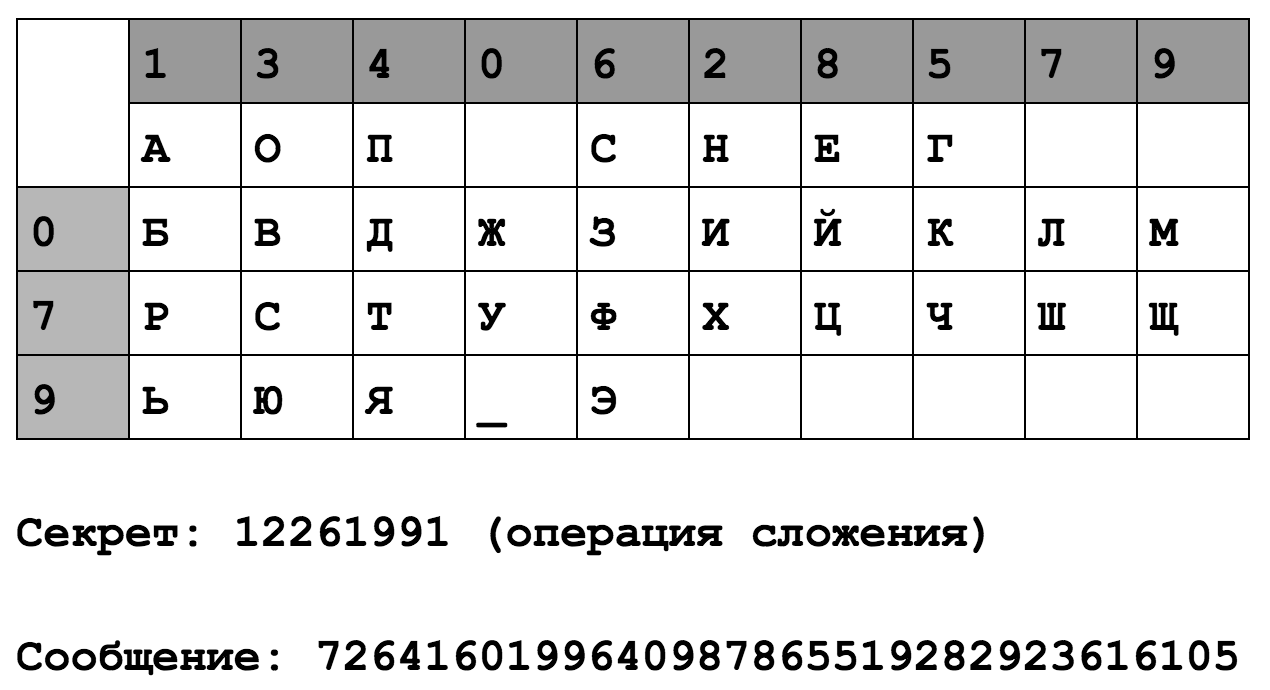 1 3 4 0 6 2 8 5 7 9
А О П С Н Е Г
0 Б В Д Ж З И Й К Л М
7 Р С Т У Ф Х Ц Ч Ш Щ
9 Ь Ю Я _ Э
Секрет: 12261991 (операция сложения)
Сообщение: 7264160199640987865519282923616105